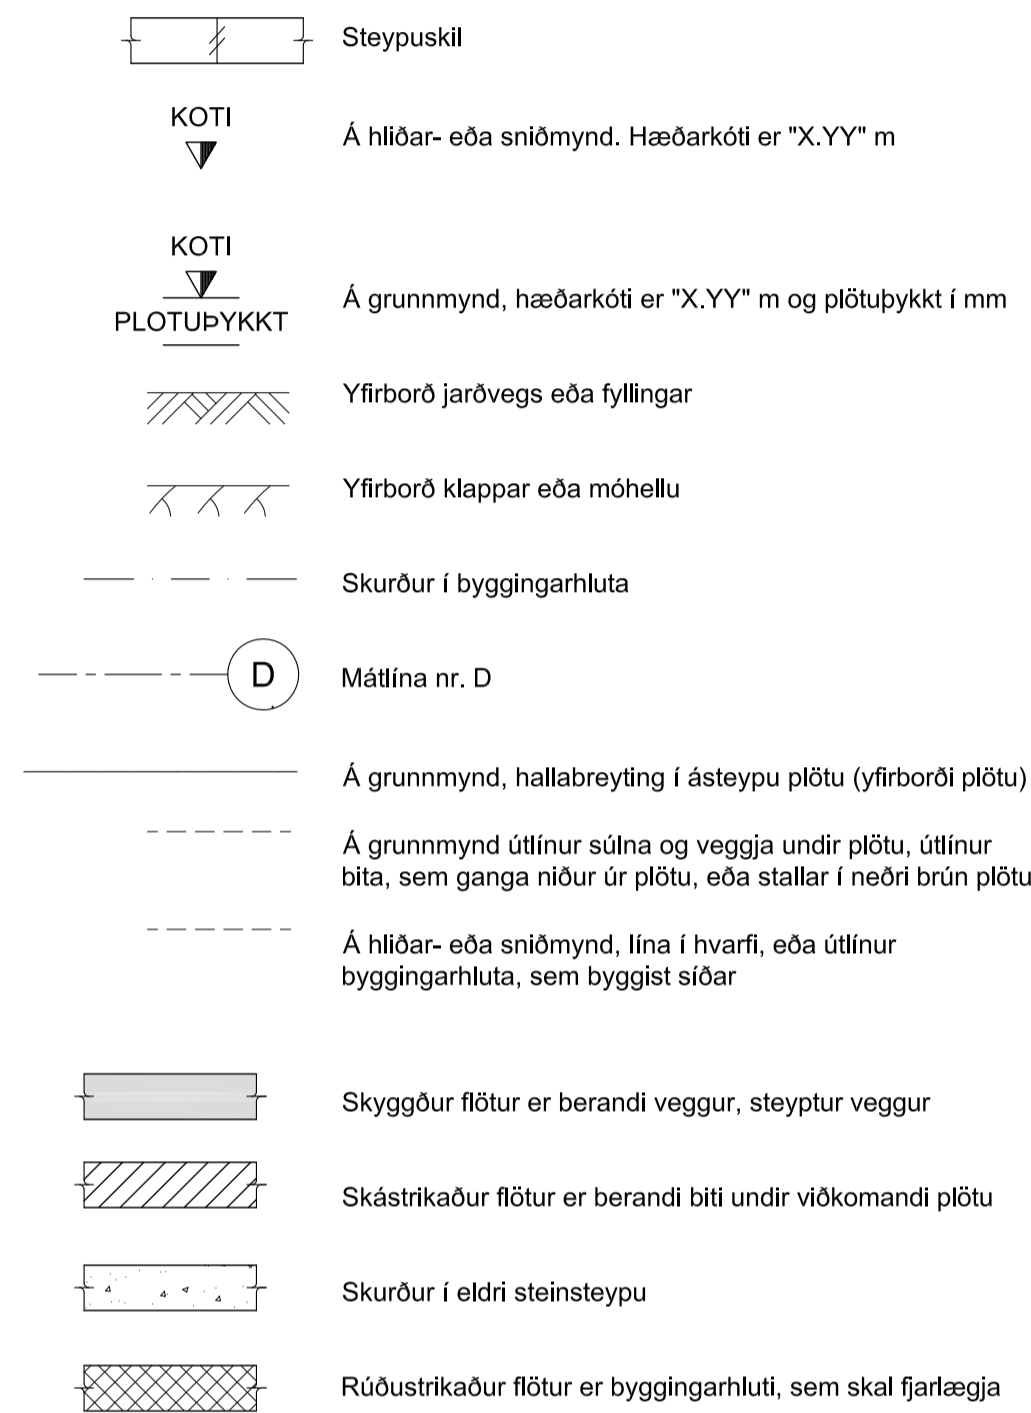 Steypuskil
KOTI
Á hliðar- eða sniðmynd. Hæðarkóti er "X.YY" m
KOTI
PLOTUÞYKKT
Á grunnmynd, hæðarkóti er "X.YY" m og plötuþykkt í mm
Yfirborð jarðvegs eða fyllingar
Yfirborð klappar eða móhellu
Skurður í byggingarhluta
D
Mátlína nr. D
Á grunnmynd, hallabreyting í ásteypu plötu (yfirborði plötu)
Á grunnmynd útlínur súlna og veggja undir plötu, útlínur
bita, sem ganga niður úr plötu, eða stallar í neðri brún plötu
Á hliðar- eða sniðmynd, lína í hvarfi, eða útlínur
byggingarhluta, sem byggist síðar
Skyggður flötur er berandi veggur, steyptur veggur
Skástrikaður flötur er berandi biti undir viðkomandi plötu
Skurður í eldri steinsteypu
Rúðustrikaður flötur er byggingarhluti, sem skal fjarlægja